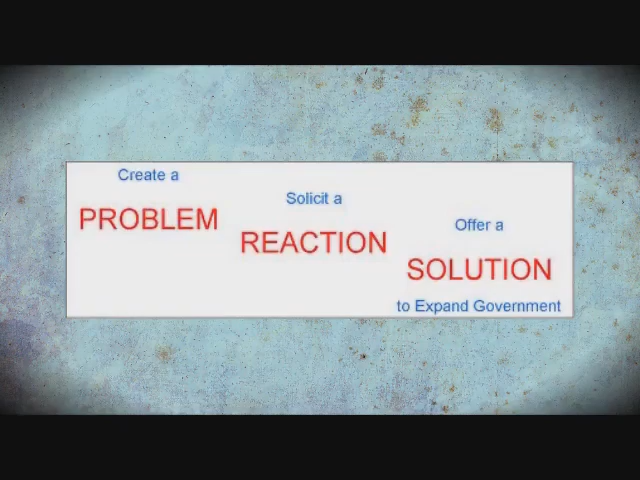 Create a
PROBLEM
Solicit a
REACTION
Offer a
SOLUTION
to Expand Government